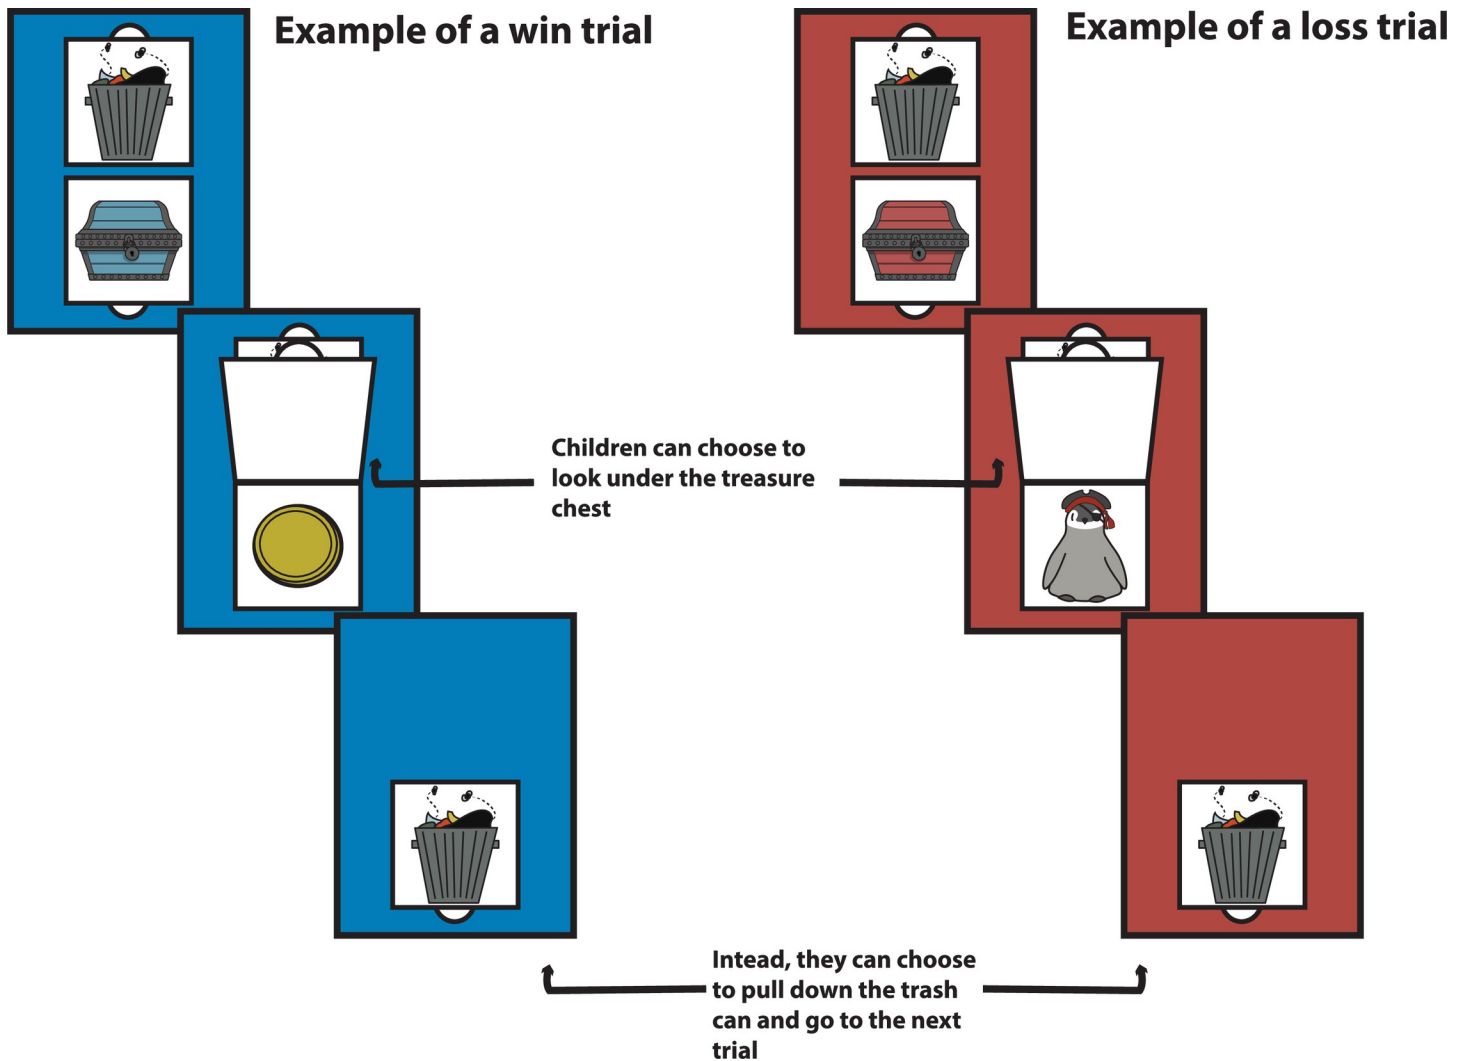 Example of a win trial
Example of a loss trial
Children can choose to
look under the treasure
chest
Intead, they can choose
to pull down the trash
can and go to the next
trial